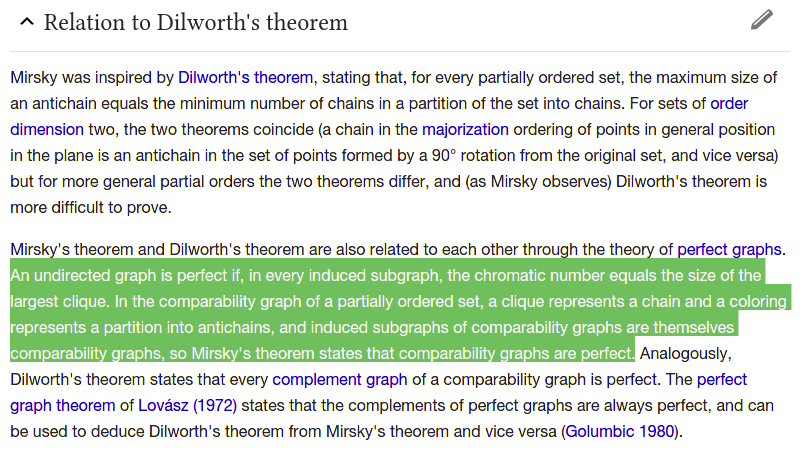 Relation to Dilworth's theorem
Mirsky was inspired by Dilworth's theorem, stating that, for every partially ordered set, the maximum size of
an antichain equals the minimum number of chains in a partition of the set into chains. For sets of order
dimension two, the two theorems coincide (a chain in the majorization ordering of points in general position
in the plane is an antichain in the set of points formed by a 90° rotation from the original set, and vice versa)
but for more general partial orders the two theorems differ, and (as Mirsky observes) Dilworth's theorem is
more difficult to prove.
Mirsky's theorem and Dilworth's theorem are also related to each other through the theory of perfect graphs.
An undirected graph is perfect if, in every induced subgraph, the chromatic number equals the size of the
largest clique. In the comparability graph of a partially ordered set, a clique represents a chain and a coloring
represents a partition into antichains, and induced subgraphs of comparability graphs are themselves
comparability graphs, so Mirsky's theorem states that comparability graphs are perfect. Analogously,
Dilworth's theorem states that every complement graph of a comparability graph is perfect. The perfect
graph theorem of Lovász (1972) states that the complements of perfect graphs are always perfect, and can
be used to deduce Dilworth's theorem from Mirsky's theorem and vice versa (Golumbic 1980).